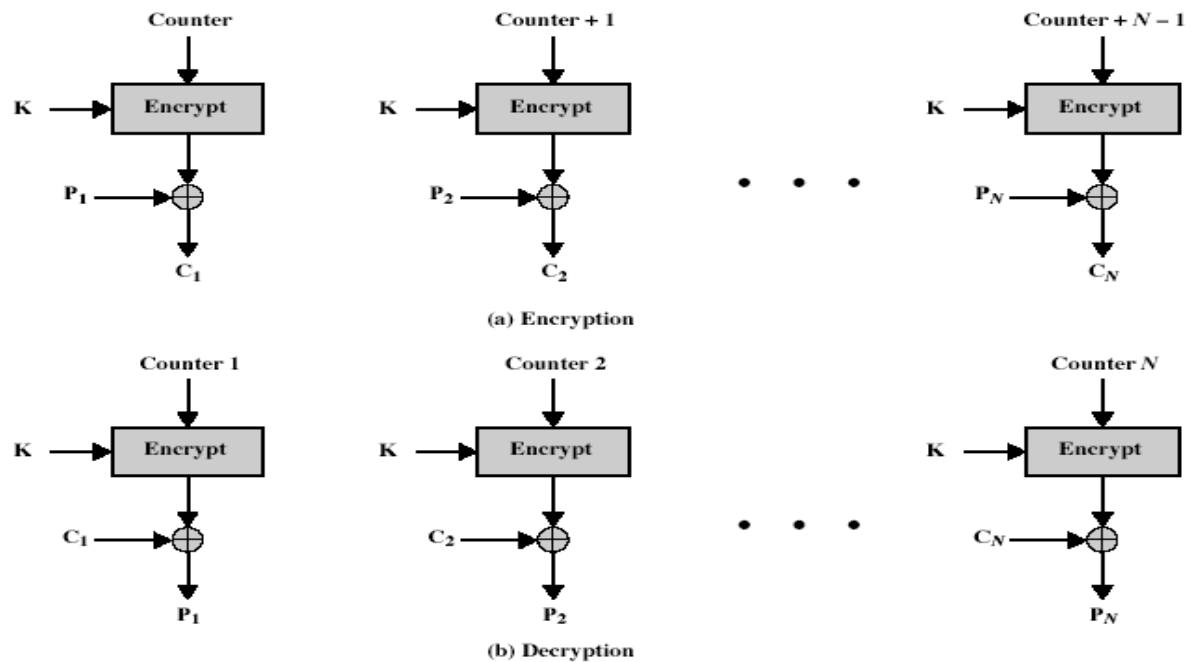 Counter Counter + 1 Counter + N – 1
K Encrypt K Encrypt K Encrypt
P1 P2 PN
C1 C2 CN
(a) Encryption
Counter 1 Counter 2 Counter N
K Encrypt K Encrypt K Encrypt
C1 C2 CN
P1 P2 PN
(b) Decryption